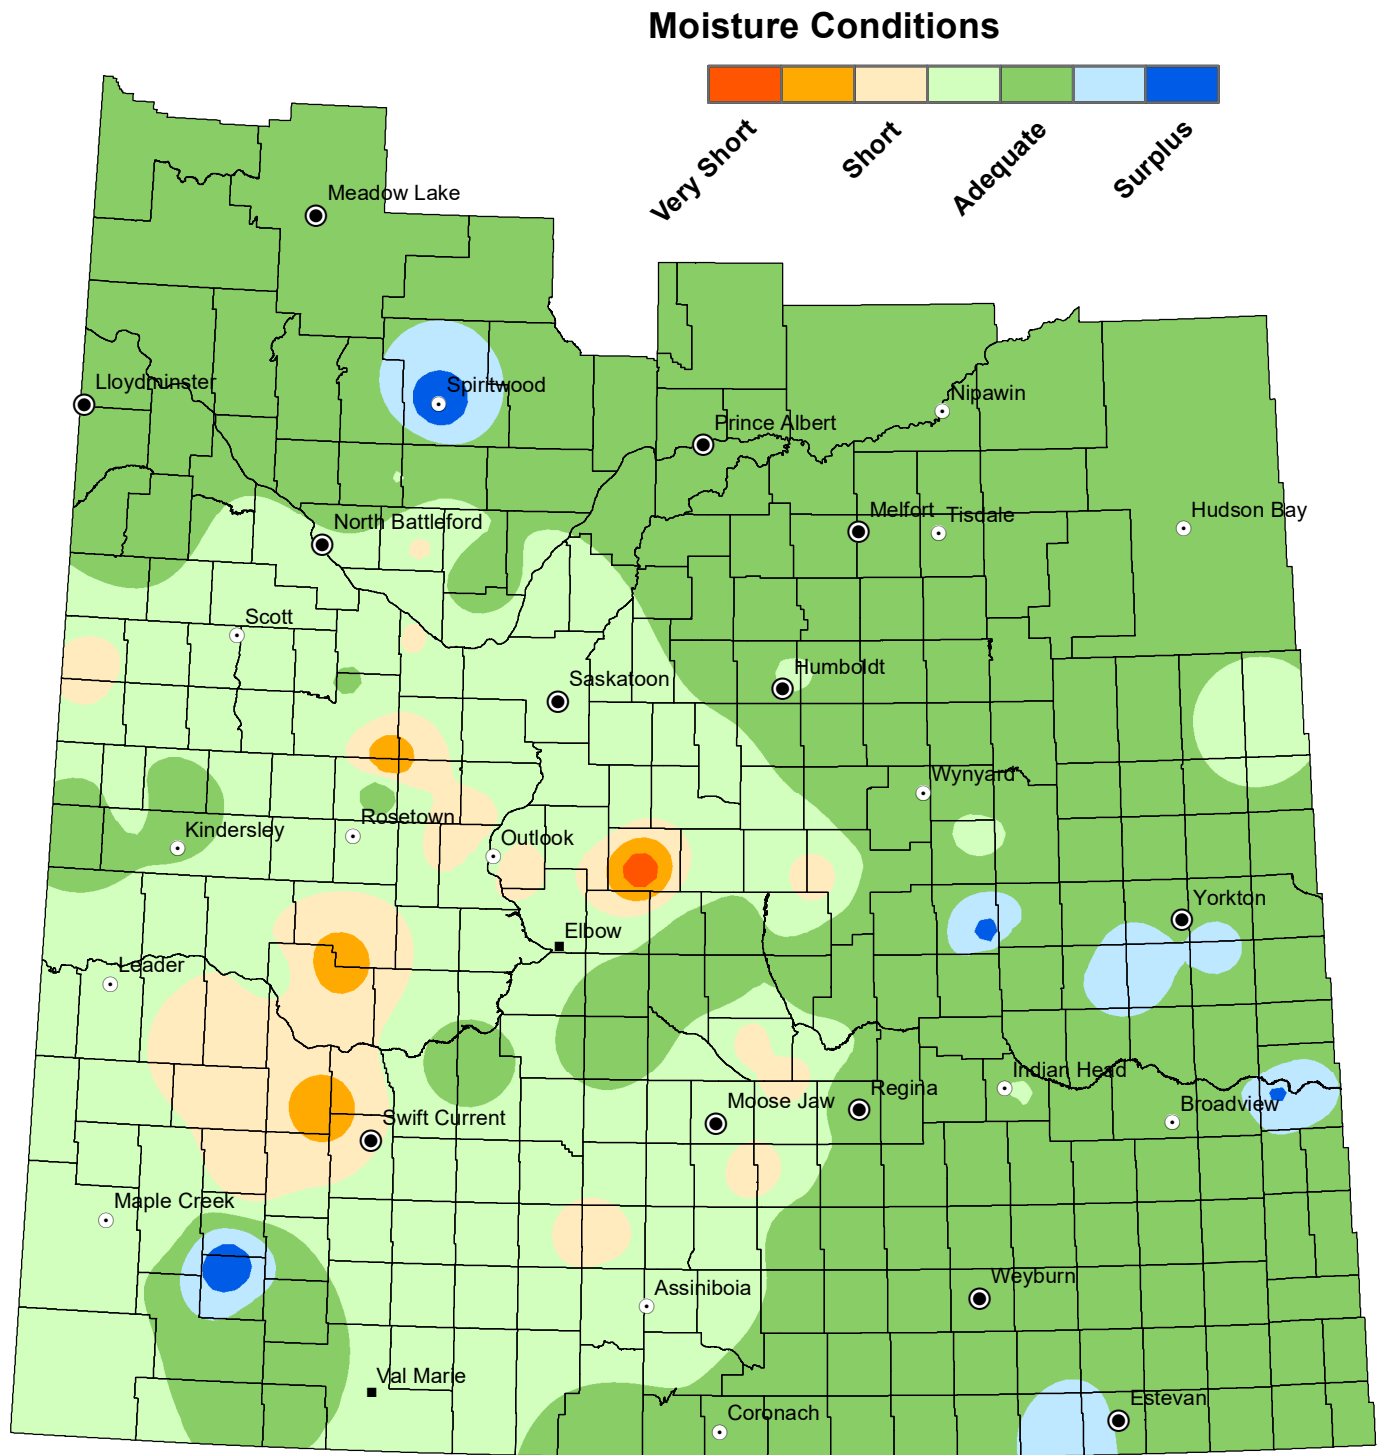 Moisture Conditions
Very Short
Short
Adequate
Surplus
Meadow Lake
Lloydminster
Spiritwood
Nipawin
Prince Albert
Melfort
Tisdale
Hudson Bay
North Battleford
Scott
Humboldt
Saskatoon
Wynyard
Rosetown
Kindersley
Outlook
Yorkton
Elbow
Leader
Indian Head
Regina
Moose Jaw
Broadview
Swift Current
Maple Creek
Weyburn
Assiniboia
Val Marie
Estevan
Coronach